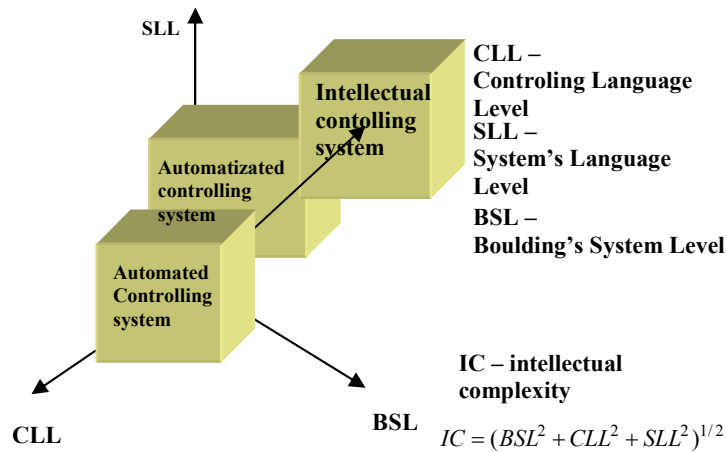 SLL
Intellectual
contolling
system
Automatizated
controlling
system
Automated
Controlling
system
CLL
BSL
CLL –
Controling Language
Level
SLL –
System's Language
Level
BSL –
Boulding's System Level
IC – intellectual
complexity
IC = (BSL² + CLL² + SLL²)^{1/2}